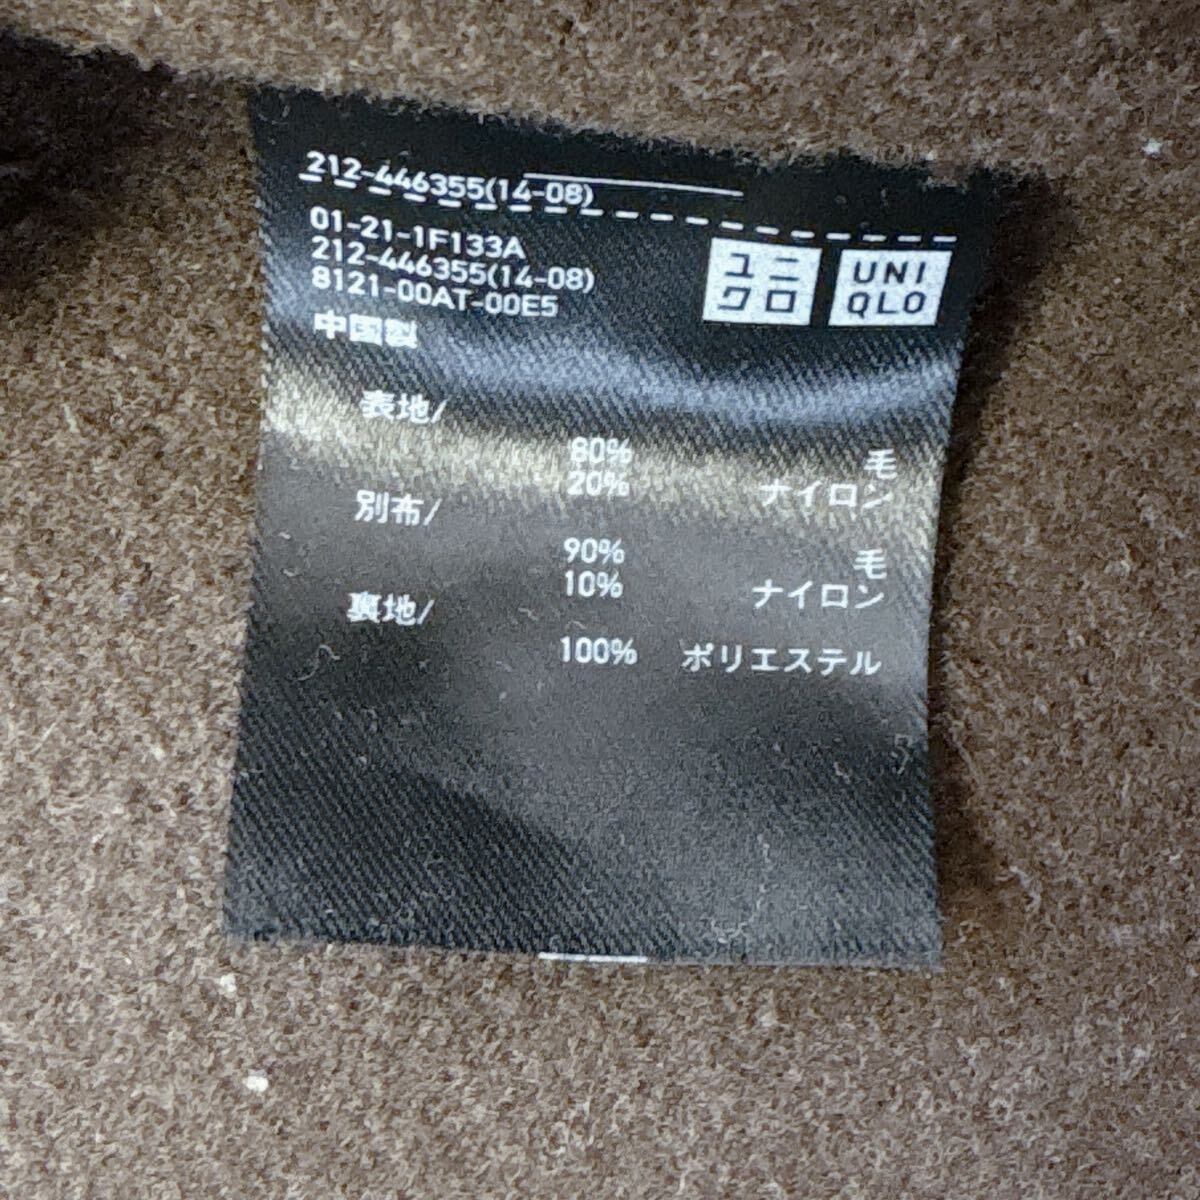 212-446355(14-08)
01-21-1F133A
212-446355(14-08)
8121-00AT-00E5
中国製
ユニ
クロ
UNI
QLO
表地/
80% 毛
20% ナイロン
別布/
90% 毛
10% ナイロン
裏地/
100% ポリエステル